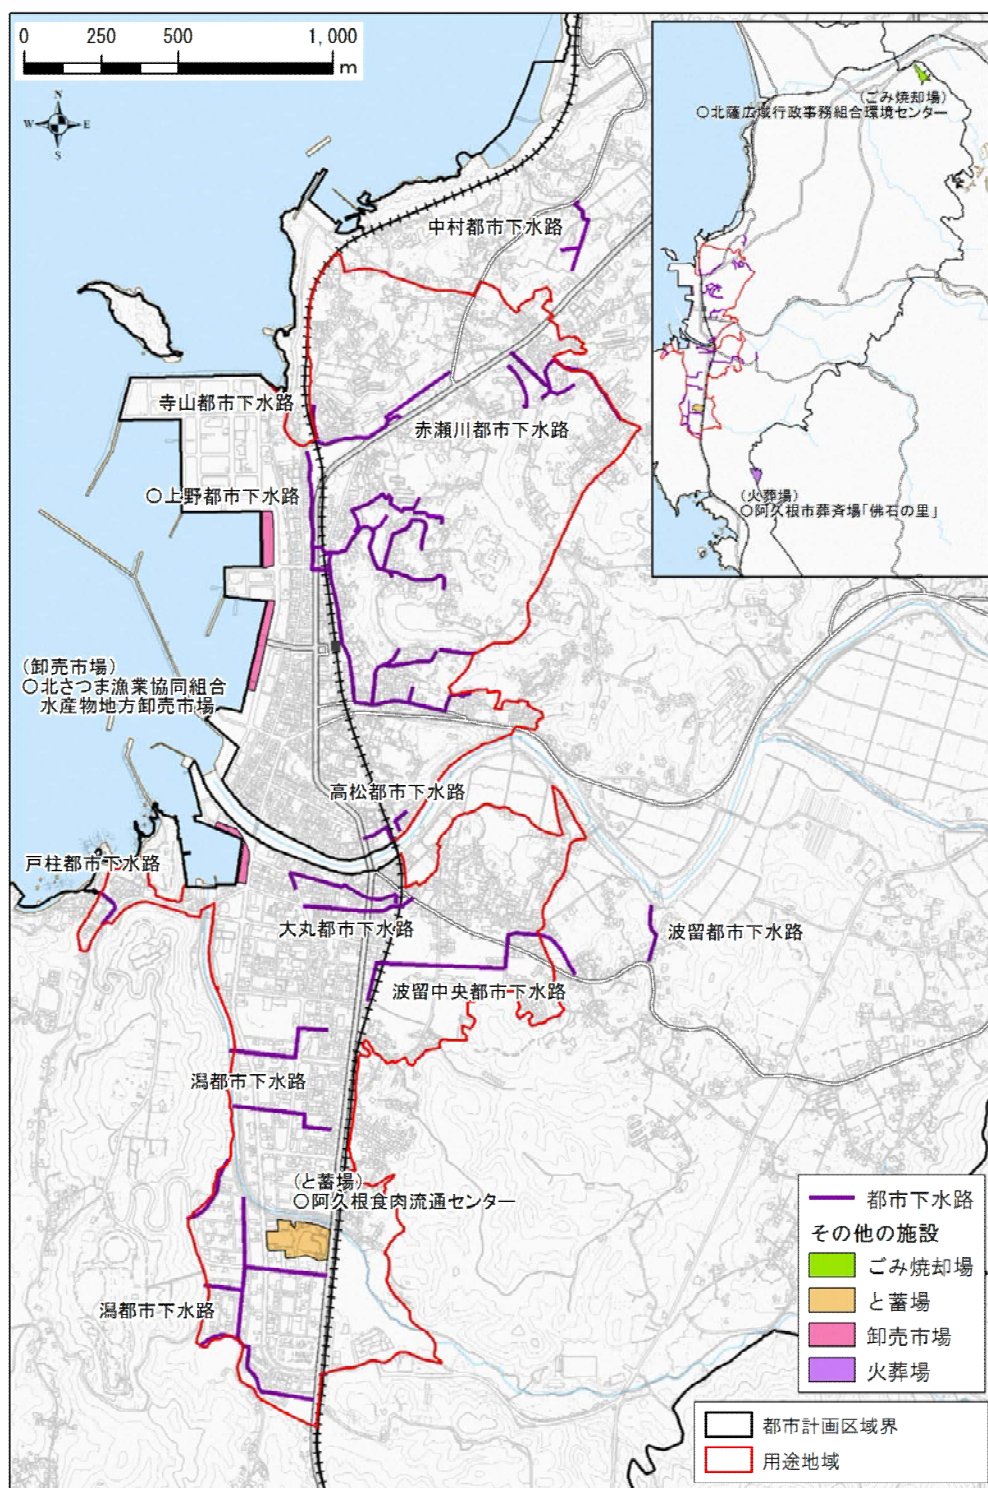 0 250 500 1,000
m
N
W E
S
(ごみ焼却場)
○北薩広域行政事務組合環境センター
(火葬場)
○阿久根市葬斉場「佛石の里」
中村都市下水路
寺山都市下水路
赤瀬川都市下水路
○上野都市下水路
(卸売市場)
○北さつま漁業協同組合
水産物地方卸売市場
高松都市下水路
戸柱都市下水路
大丸都市下水路
波留都市下水路
波留中央都市下水路
潟都市下水路
(と蓄場)
○阿久根食肉流通センター
潟都市下水路
都市下水路
その他の施設
ごみ焼却場
と蓄場
卸売市場
火葬場
都市計画区域界
用途地域